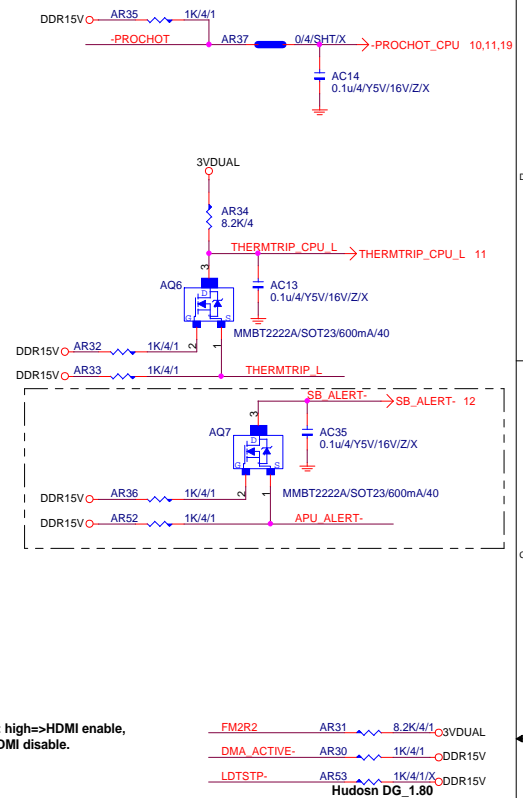 DDR15V AR35 1K/4/1
-PROCHOT AR37 0/4/SHT/X -PROCHOT_CPU 10,11,19
AC14
0.1u/4/Y5V/16V/Z/X
3VDUAL
AR34
8.2K/4
THERMTRIP_CPU_L THERMTRIP_CPU_L 11
3
AQ6 D AC13
0.1u/4/Y5V/16V/Z/X
G S
MMBT2222A/SOT23/600mA/40
2 1
DDR15V AR32 1K/4/1
DDR15V AR33 1K/4/1 THERMTRIP_L
SB_ALERT- SB_ALERT- 12
3
AQ7 D AC35
0.1u/4/Y5V/16V/Z/X
G S
MMBT2222A/SOT23/600mA/40
2 1
DDR15V AR36 1K/4/1
DDR15V AR52 1K/4/1 APU_ALERT-
D
C
high=>HDMI enable,
DMI disable.
FM2R2 AR31 8.2K/4/1 3VDUAL
DMA_ACTIVE- AR30 1K/4/1 DDR15V
LDTSTP- AR53 1K/4/1/X DDR15V
Hudosn DG_1.80